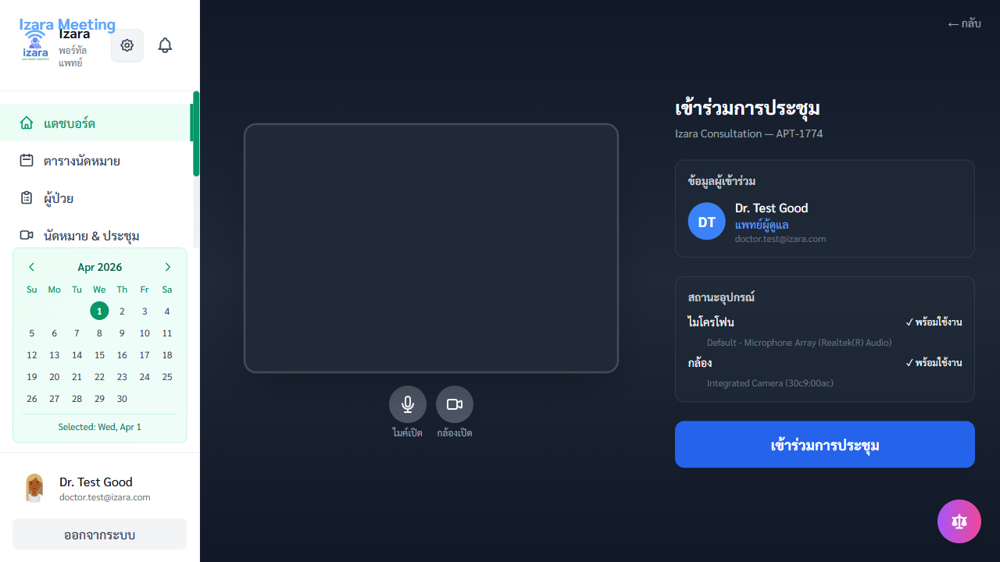 Izara Meeting
Izara
izara
พอร์ทัล
แพทย์
แดชบอร์ด
ตารางนัดหมาย
ผู้ป่วย
นัดหมาย & ประชุม
Apr 2026
Su Mo Tu We Th Fr Sa
1 2 3 4
5 6 7 8 9 10 11
12 13 14 15 16 17 18
19 20 21 22 23 24 25
26 27 28 29 30
Selected: Wed, Apr 1
Dr. Test Good
doctor.test@izara.com
ออกจากระบบ
← กลับ
ไมค์เปิด
กล้องเปิด
เข้าร่วมการประชุม
Izara Consultation — APT-1774
ข้อมูลผู้เข้าร่วม
DT
Dr. Test Good
แพทย์ผู้ดูแล
doctor.test@izara.com
สถานะอุปกรณ์
ไมโครโฟน ✓ พร้อมใช้งาน
Default - Microphone Array (Realtek(R) Audio)
กล้อง ✓ พร้อมใช้งาน
Integrated Camera (30c9:00ac)
เข้าร่วมการประชุม